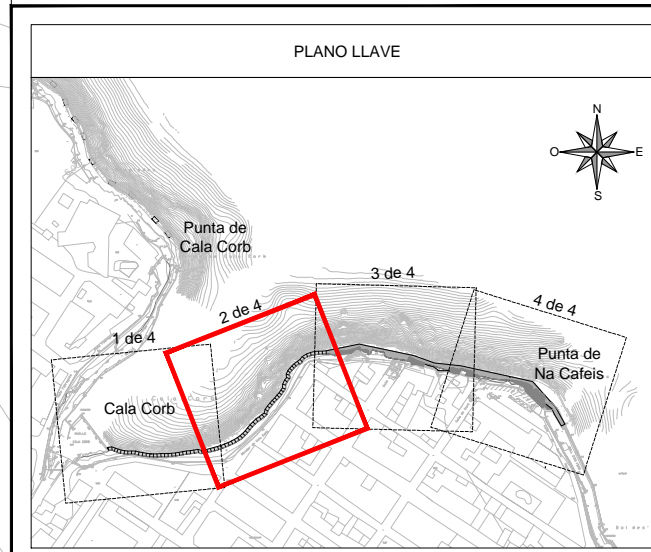 PLANO LLAVE
N
O
E
S
Punta de
Cala Corb
3 de 4
2 de 4
4 de 4
1 de 4
Punta de
Na Cafeis
Cala Corb